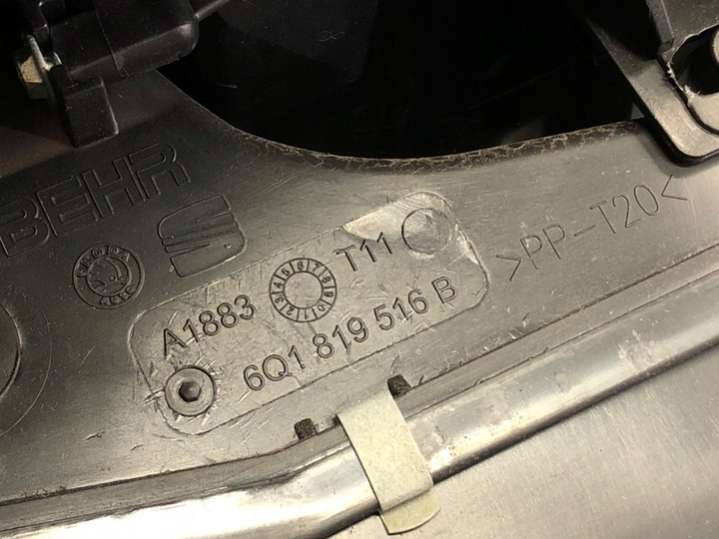 BEHR
A1883
T11
6Q1 819 516 B
>PP-T20<